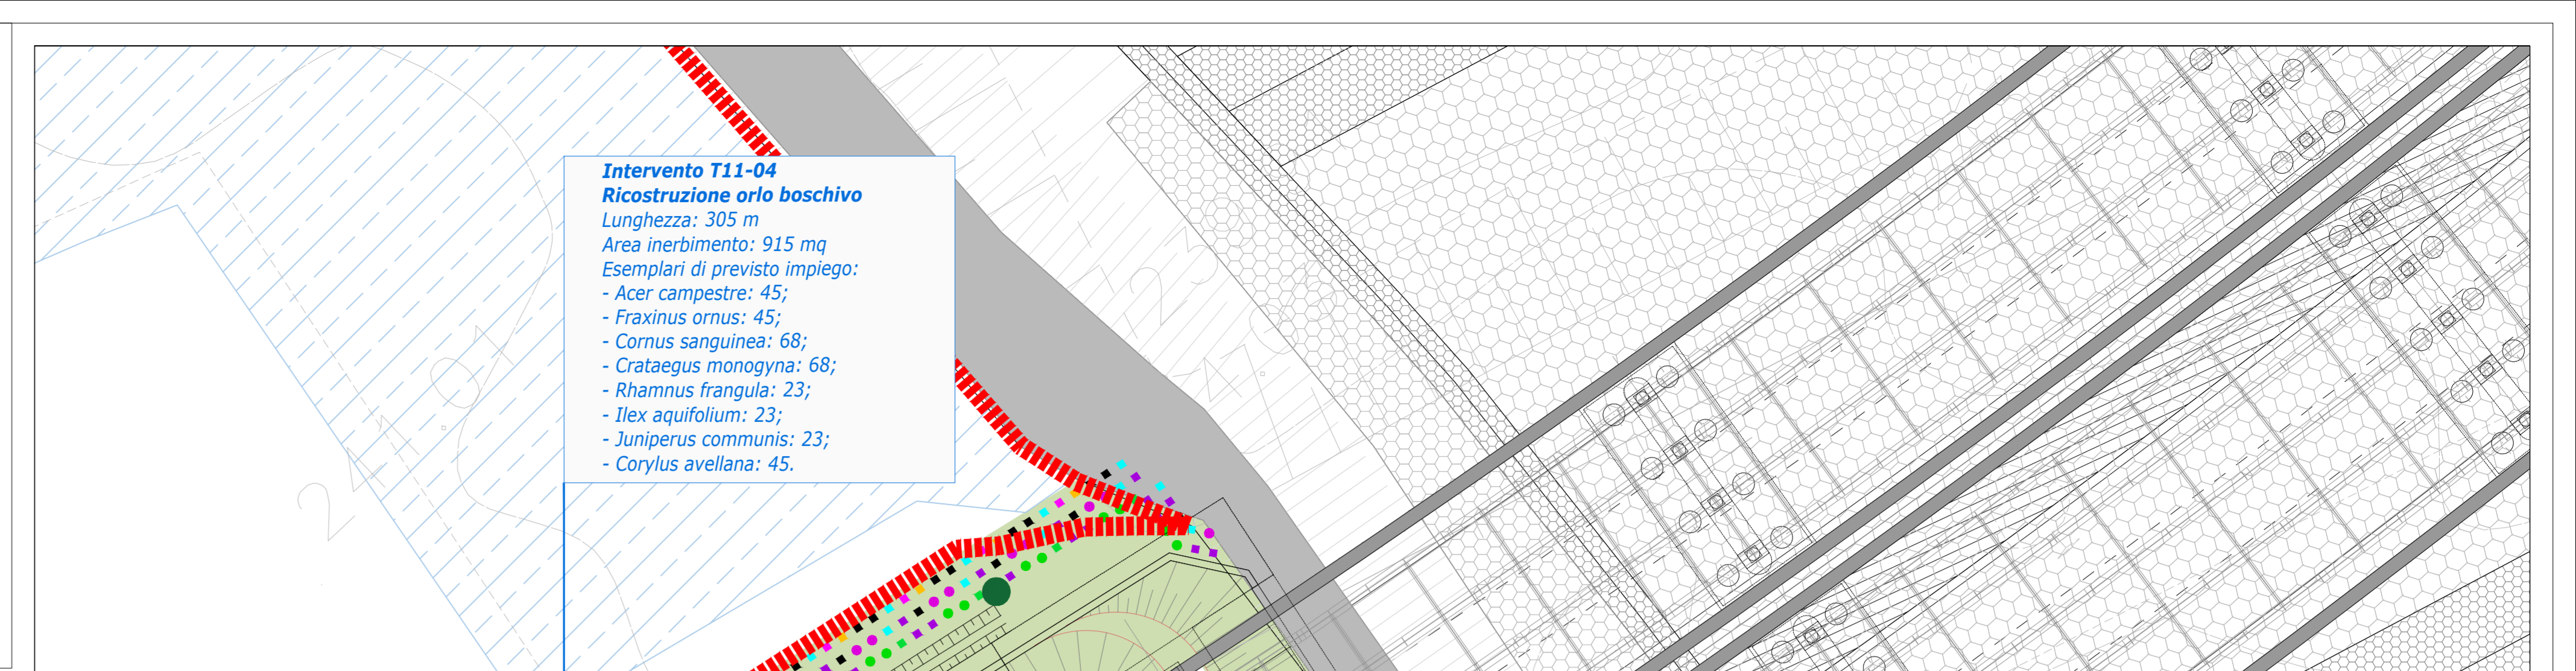 Intervento T11-04
Ricostruzione orlo boschivo
Lunghezza: 305 m
Area inerbimento: 915 mq
Esemplari di previsto impiego:
- Acer campestre: 45;
- Fraxinus ornus: 45;
- Cornus sanguinea: 68;
- Crataegus monogyna: 68;
- Rhamnus frangula: 23;
- Ilex aquifolium: 23;
- Juniperus communis: 23;
- Corylus avellana: 45.